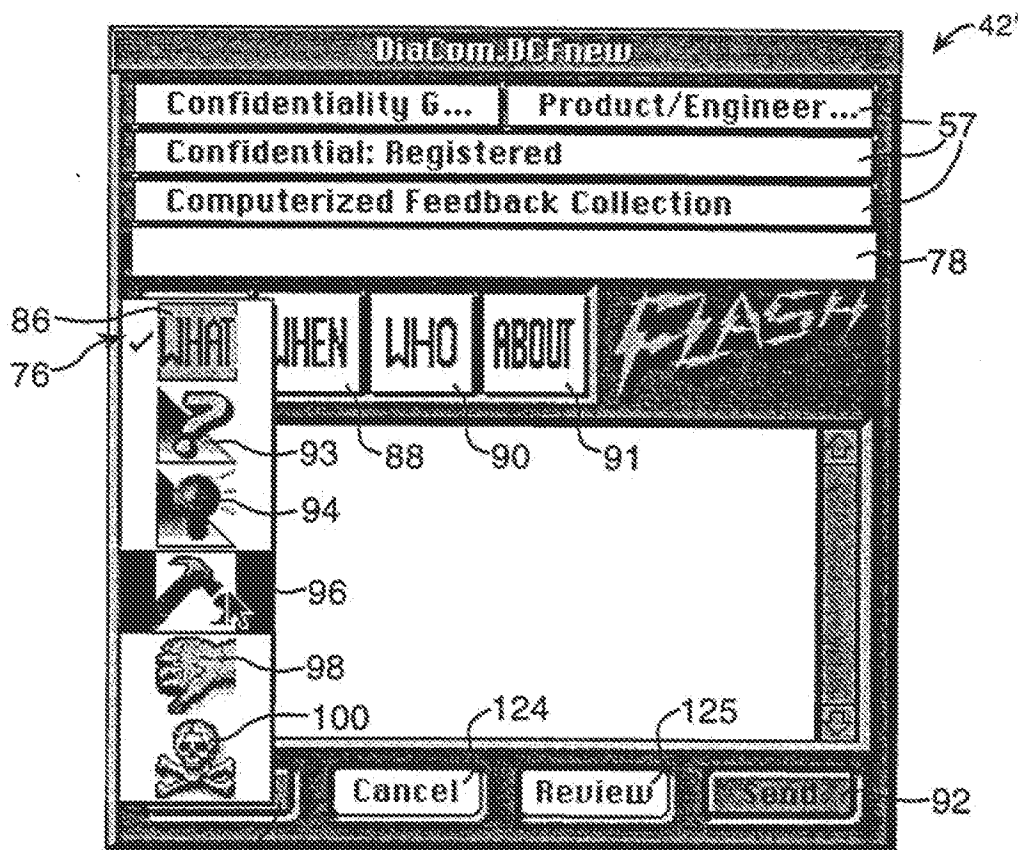 42'
DiaCom.DCFnew
Confidentiality G... Product/Engineer...
57
Confidential: Registered
Computerized Feedback Collection
78
86
76
WHAT WHEN WHO ABOUT FLASH
93 88 90 91
94
96
98
100 124 125
Cancel Review Send 92